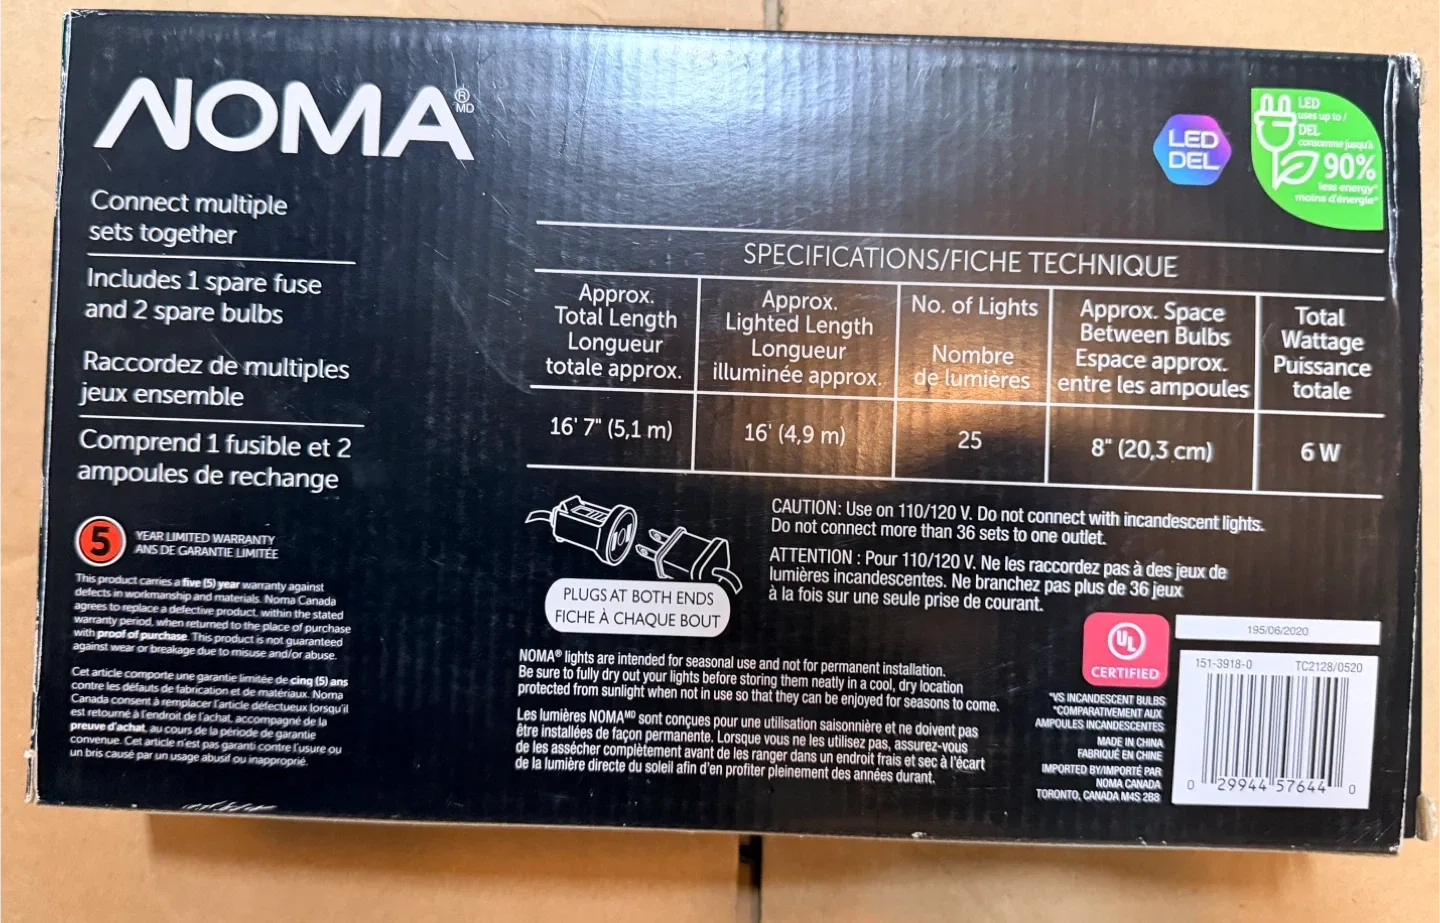 NOMA®
MD
Connect multiple
sets together
Includes 1 spare fuse
and 2 spare bulbs
Raccordez de multiples
jeux ensemble
Comprend 1 fusible et 2
ampoules de rechange
5
YEAR LIMITED WARRANTY
ANS DE GARANTIE LIMITÉE
This product carries a five (5) year warranty against
defects in workmanship and materials. Noma Canada
agrees to replace a defective product, within the stated
warranty period, when returned to the place of purchase
with proof of purchase. This product is not guaranteed
against wear or breakage due to misuse and/or abuse.
Cet article comporte une garantie limitée de cinq (5) ans
contre les défauts de fabrication et de matériaux. Noma
Canada consent à remplacer l'article défectueux lorsqu'il
est retourné à l'endroit de l'achat, accompagné de la
preuve d'achat, au cours de la période de garantie
convenue. Cet article n'est pas garanti contre l'usure ou
un bris causé par un usage abusif ou inapproprié.
LED
DEL
LED
uses up to /
DEL
consomme jusqu'à
90%
less energy*
moins d'énergie*
SPECIFICATIONS/FICHE TECHNIQUE
Approx.
Total Length
Longueur
totale approx.
16' 7" (5,1 m)
Approx.
Lighted Length
Longueur
illuminée approx.
16' (4,9 m)
No. of Lights
Nombre
de lumières
25
Approx. Space
Between Bulbs
Espace approx.
entre les ampoules
8" (20,3 cm)
Total
Wattage
Puissance
totale
6 W
PLUGS AT BOTH ENDS
FICHE À CHAQUE BOUT
CAUTION: Use on 110/120 V. Do not connect with incandescent lights.
Do not connect more than 36 sets to one outlet.
ATTENTION : Pour 110/120 V. Ne les raccordez pas à des jeux de
lumières incandescentes. Ne branchez pas plus de 36 jeux
à la fois sur une seule prise de courant.
NOMA® lights are intended for seasonal use and not for permanent installation.
Be sure to fully dry out your lights before storing them neatly in a cool, dry location
protected from sunlight when not in use so that they can be enjoyed for seasons to come.
Les lumières NOMAᴹᴰ sont conçues pour une utilisation saisonnière et ne doivent pas
être installées de façon permanente. Lorsque vous ne les utilisez pas, assurez-vous
de les assécher complètement avant de les ranger dans un endroit frais et sec à l'écart
de la lumière directe du soleil afin d'en profiter pleinement des années durant.
UL
CERTIFIED
*VS INCANDESCENT BULBS
*COMPARATIVEMENT AUX
AMPOULES INCANDESCENTES
MADE IN CHINA
FABRIQUÉ EN CHINE
IMPORTED BY/IMPORTÉ PAR
NOMA CANADA
TORONTO, CANADA M4S 2B8
195/06/2020
151-3918-0 TC2128/0520
0 29944 57644 0